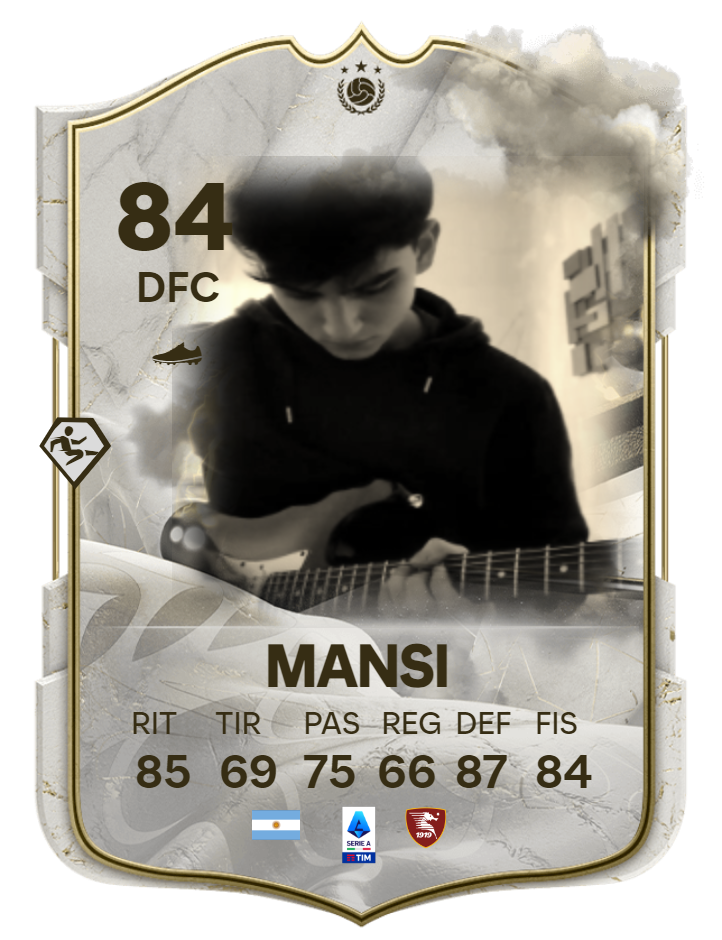 84
DFC
MANSI
RIT TIR PAS REG DEF FIS
85 69 75 66 87 84
SERIE A
TIM
1919